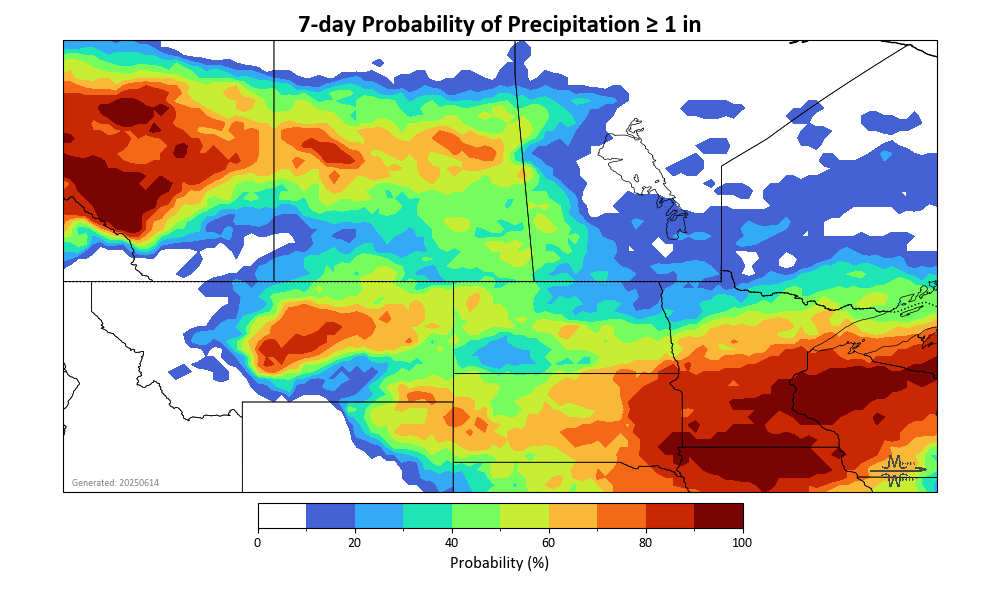 7-day Probability of Precipitation ≥ 1 in
Generated: 20250614
0 20 40 60 80 100
Probability (%)